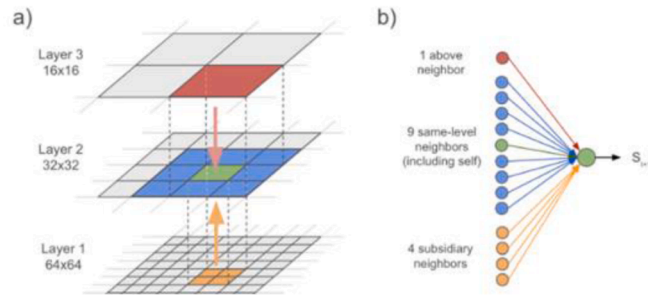 a)
Layer 3
16x16
Layer 2
32x32
Layer 1
64x64
b)
1 above
neighbor
9 same-level
neighbors
(including self)
4 subsidiary
neighbors